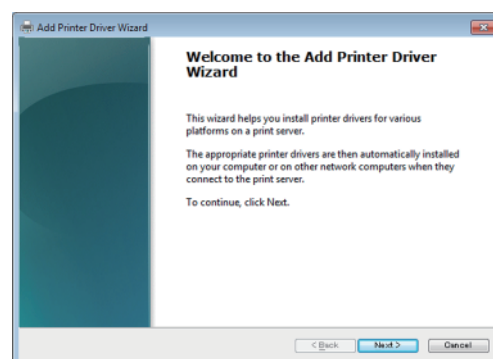 Add Printer Driver Wizard
Welcome to the Add Printer Driver
Wizard
This wizard helps you install printer drivers for various
platforms on a print server.
The appropriate printer drivers are then automatically installed
on your computer or on other network computers when they
connect to the print server.
To continue, click Next.
< Back Next > Cancel